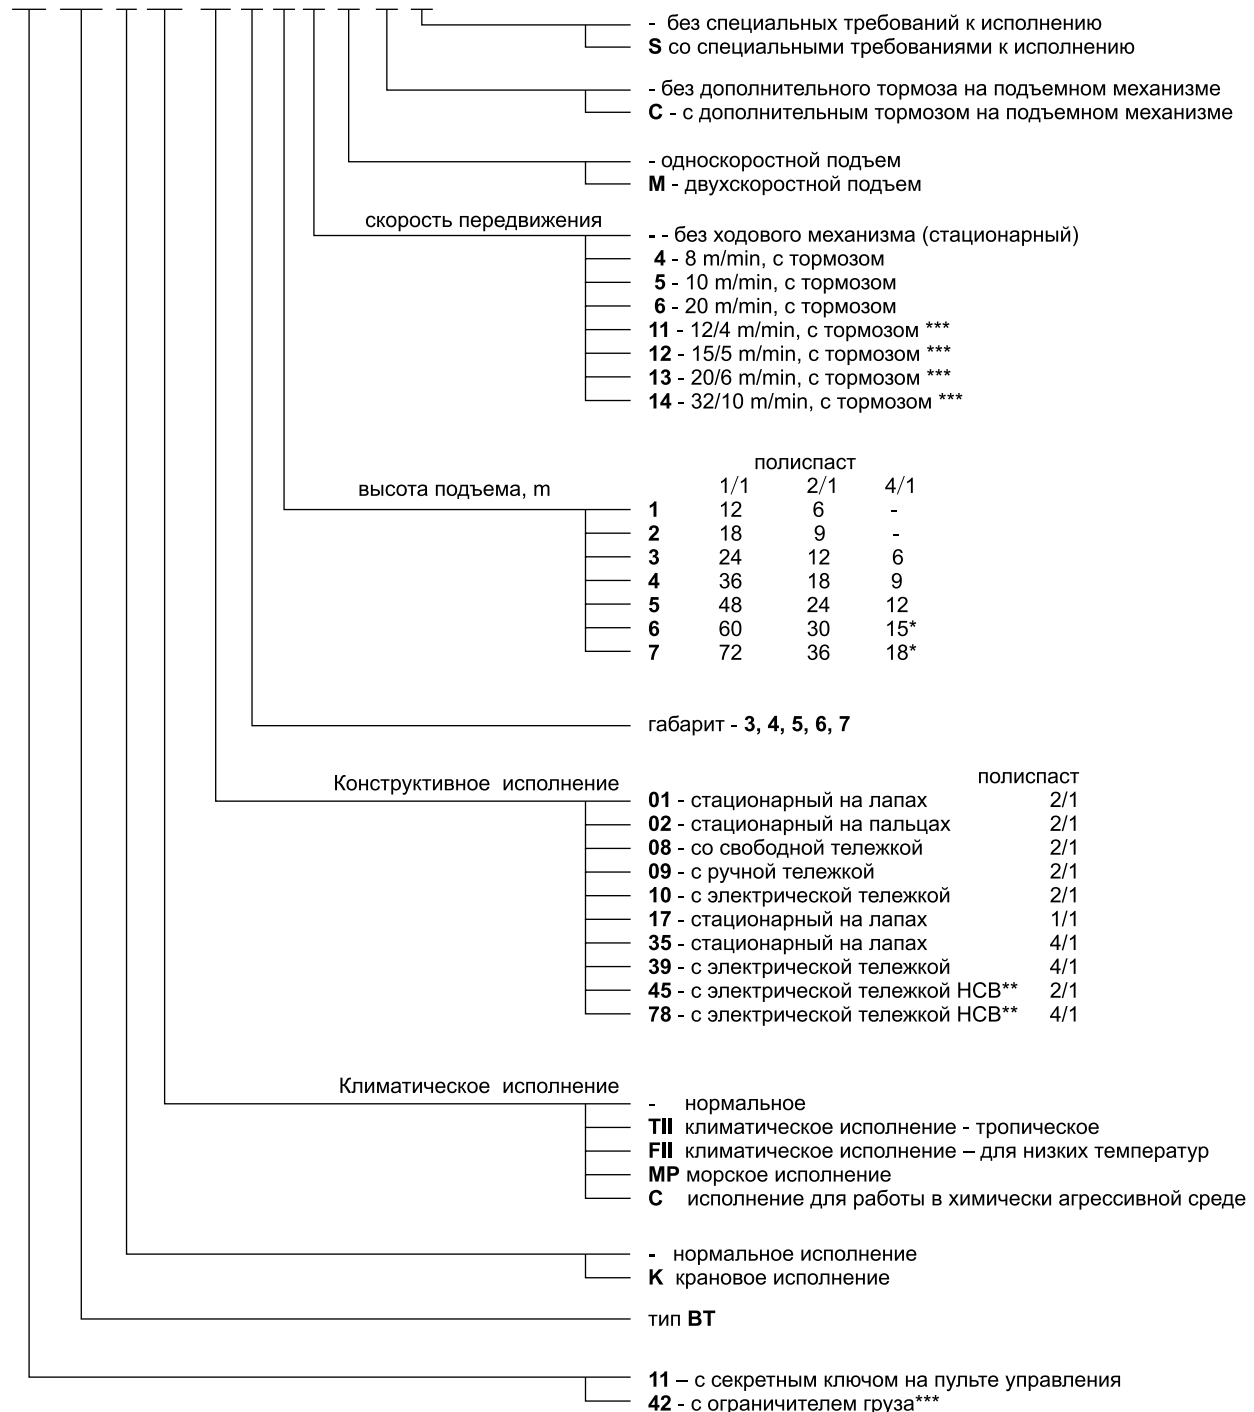 - без специальных требований к исполнению
S со специальными требованиями к исполнению
- без дополнительного тормоза на подъемном механизме
C - с дополнительным тормозом на подъемном механизме
- односкоростной подъем
M - двухскоростной подъем
скорость передвижения
- - без ходового механизма (стационарный)
4 - 8 m/min, с тормозом
5 - 10 m/min, с тормозом
6 - 20 m/min, с тормозом
11 - 12/4 m/min, с тормозом ***
12 - 15/5 m/min, с тормозом ***
13 - 20/6 m/min, с тормозом ***
14 - 32/10 m/min, с тормозом ***
полиспаст
высота подъема, m 1/1 2/1 4/1
1 12 6 -
2 18 9 -
3 24 12 6
4 36 18 9
5 48 24 12
6 60 30 15*
7 72 36 18*
габарит - 3, 4, 5, 6, 7
Конструктивное исполнение полиспаст
01 - стационарный на лапах 2/1
02 - стационарный на пальцах 2/1
08 - со свободной тележкой 2/1
09 - с ручной тележкой 2/1
10 - с электрической тележкой 2/1
17 - стационарный на лапах 1/1
35 - стационарный на лапах 4/1
39 - с электрической тележкой 4/1
45 - с электрической тележкой НСВ** 2/1
78 - с электрической тележкой НСВ** 4/1
Климатическое исполнение
- нормальное
TII климатическое исполнение - тропическое
FII климатическое исполнение – для низких температур
MP морское исполнение
C исполнение для работы в химически агрессивной среде
- нормальное исполнение
K крановое исполнение
тип ВТ
11 – с секретным ключом на пульте управления
42 - с ограничителем груза***